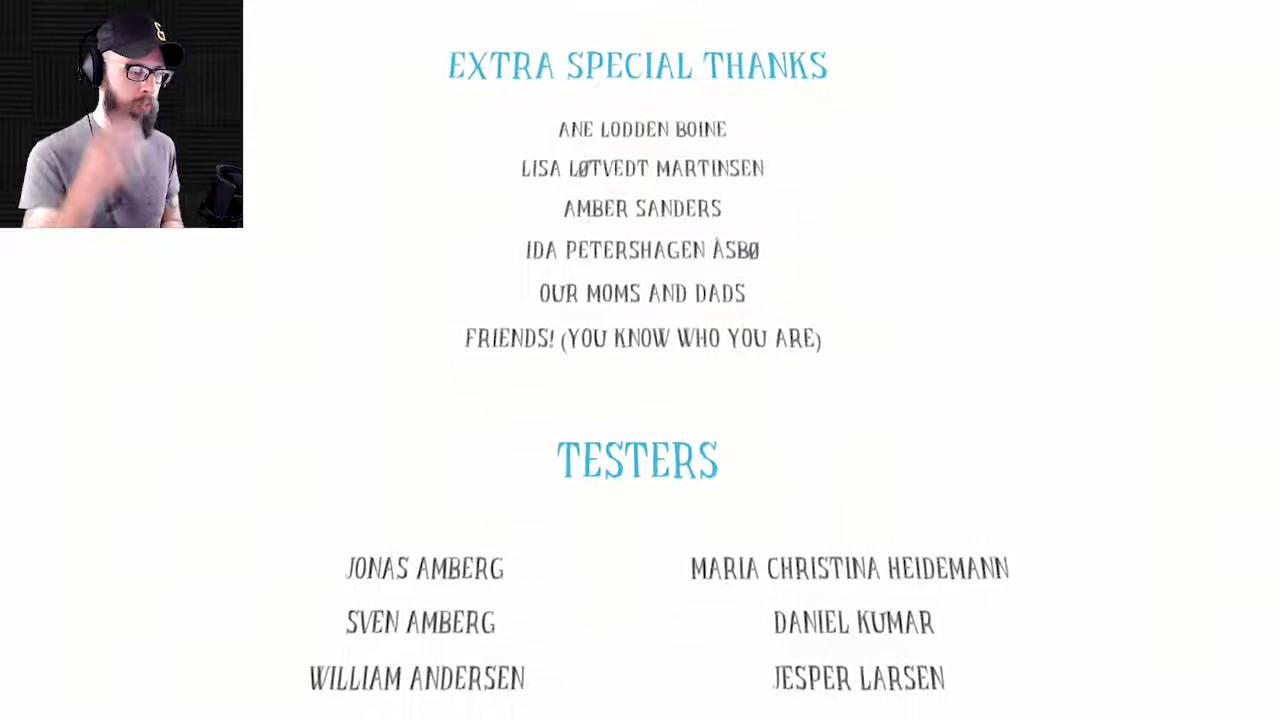 EXTRA SPECIAL THANKS
ANE LODDEN BOINE
LISA LØTVEDT MARTINSEN
AMBER SANDERS
IDA PETERSHAGEN ÅSBØ
OUR MOMS AND DADS
FRIENDS! (YOU KNOW WHO YOU ARE)
TESTERS
JONAS AMBERG
MARIA CHRISTINA HEIDEMANN
SVEN AMBERG
DANIEL KUMAR
WILLIAM ANDERSEN
JESPER LARSEN